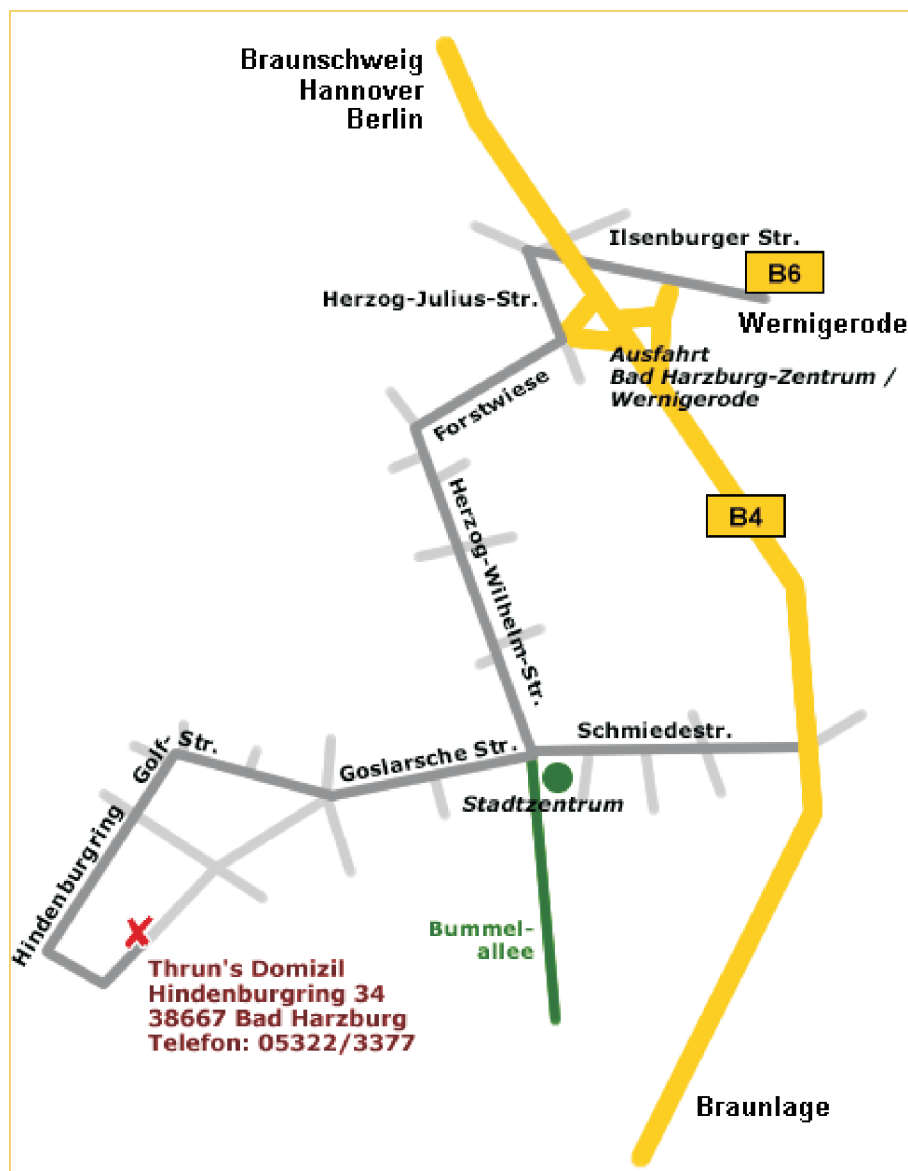 Braunschweig
Hannover
Berlin
Ilsenburger Str.
B6
Herzog-Julius-Str.
Wernigerode
Ausfahrt
Bad Harzburg-Zentrum /
Wernigerode
Forstwiese
Herzog-Wilhelm-Str.
B4
Schmiedestr.
Golf- Str.
Goslarsche Str.
Stadtzentrum
Hindenburgring
Bummel-
allee
Thrun's Domizil
Hindenburgring 34
38667 Bad Harzburg
Telefon: 05322/3377
Braunlage